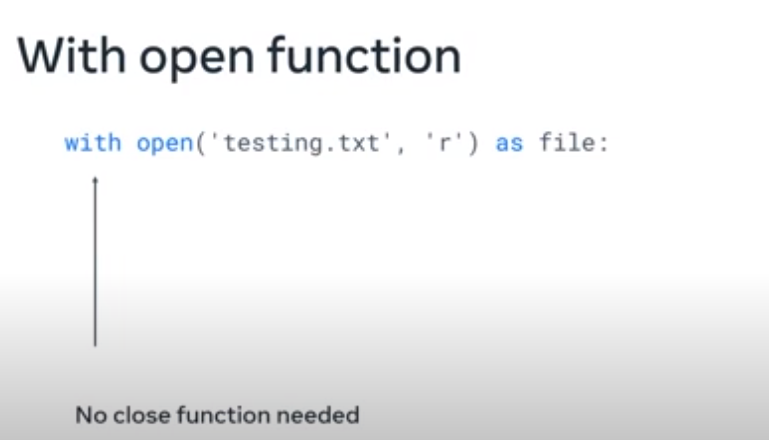 With open function
with open('testing.txt', 'r') as file:
No close function needed